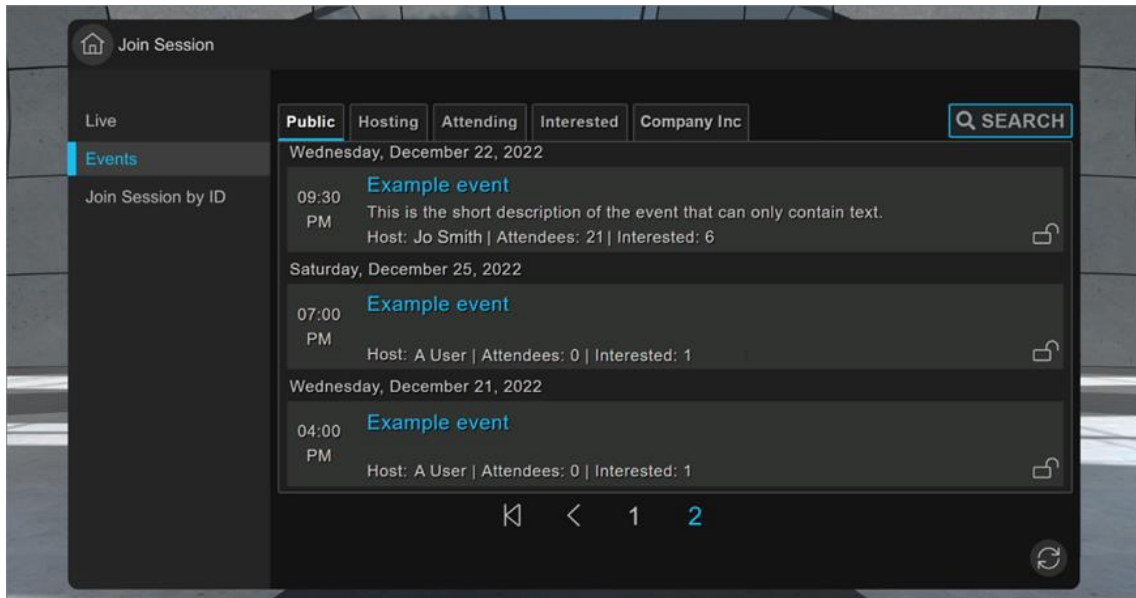 Join Session
Live
Events
Join Session by ID
Public Hosting Attending Interested Company Inc SEARCH
Wednesday, December 22, 2022
09:30 PM
Example event
This is the short description of the event that can only contain text.
Host: Jo Smith | Attendees: 21 | Interested: 6
Saturday, December 25, 2022
07:00 PM
Example event
Host: A User | Attendees: 0 | Interested: 1
Wednesday, December 21, 2022
04:00 PM
Example event
Host: A User | Attendees: 0 | Interested: 1
1 2